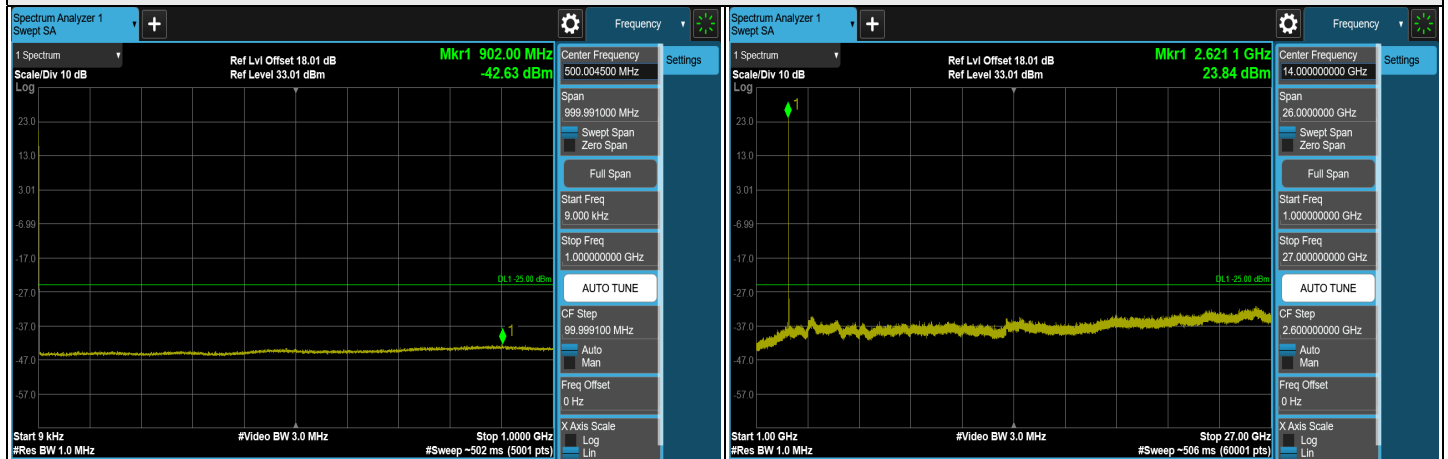 Spectrum Analyzer 1
Swept SA
+
Frequency
1 Spectrum
Ref Lvl Offset 18.01 dB
Mkr1 902.00 MHz
Scale/Div 10 dB
Ref Level 33.01 dBm
-42.63 dBm
Log
23.0
13.0
3.01
-6.99
-17.0
-27.0
-37.0
-47.0
-57.0
DL1 -25.00 dBm
1
Start 9 kHz
#Video BW 3.0 MHz
Stop 1.0000 GHz
#Res BW 1.0 MHz
#Sweep ~502 ms (5001 pts)
Center Frequency
500.004500 MHz
Settings
Span
999.991000 MHz
Swept Span
Zero Span
Full Span
Start Freq
9.000 kHz
Stop Freq
1.000000000 GHz
AUTO TUNE
CF Step
99.999100 MHz
Auto
Man
Freq Offset
0 Hz
X Axis Scale
Log
Lin
Spectrum Analyzer 1
Swept SA
+
Frequency
1 Spectrum
Ref Lvl Offset 18.01 dB
Mkr1 2.621 1 GHz
Scale/Div 10 dB
Ref Level 33.01 dBm
23.84 dBm
Log
1
23.0
13.0
3.01
-6.99
-17.0
-27.0
-37.0
-47.0
-57.0
DL1 -25.00 dBm
Start 1.00 GHz
#Video BW 3.0 MHz
Stop 27.00 GHz
#Res BW 1.0 MHz
#Sweep ~506 ms (60001 pts)
Center Frequency
14.00000000 GHz
Settings
Span
26.0000000 GHz
Swept Span
Zero Span
Full Span
Start Freq
1.000000000 GHz
Stop Freq
27.00000000 GHz
AUTO TUNE
CF Step
2.600000000 GHz
Auto
Man
Freq Offset
0 Hz
X Axis Scale
Log
Lin